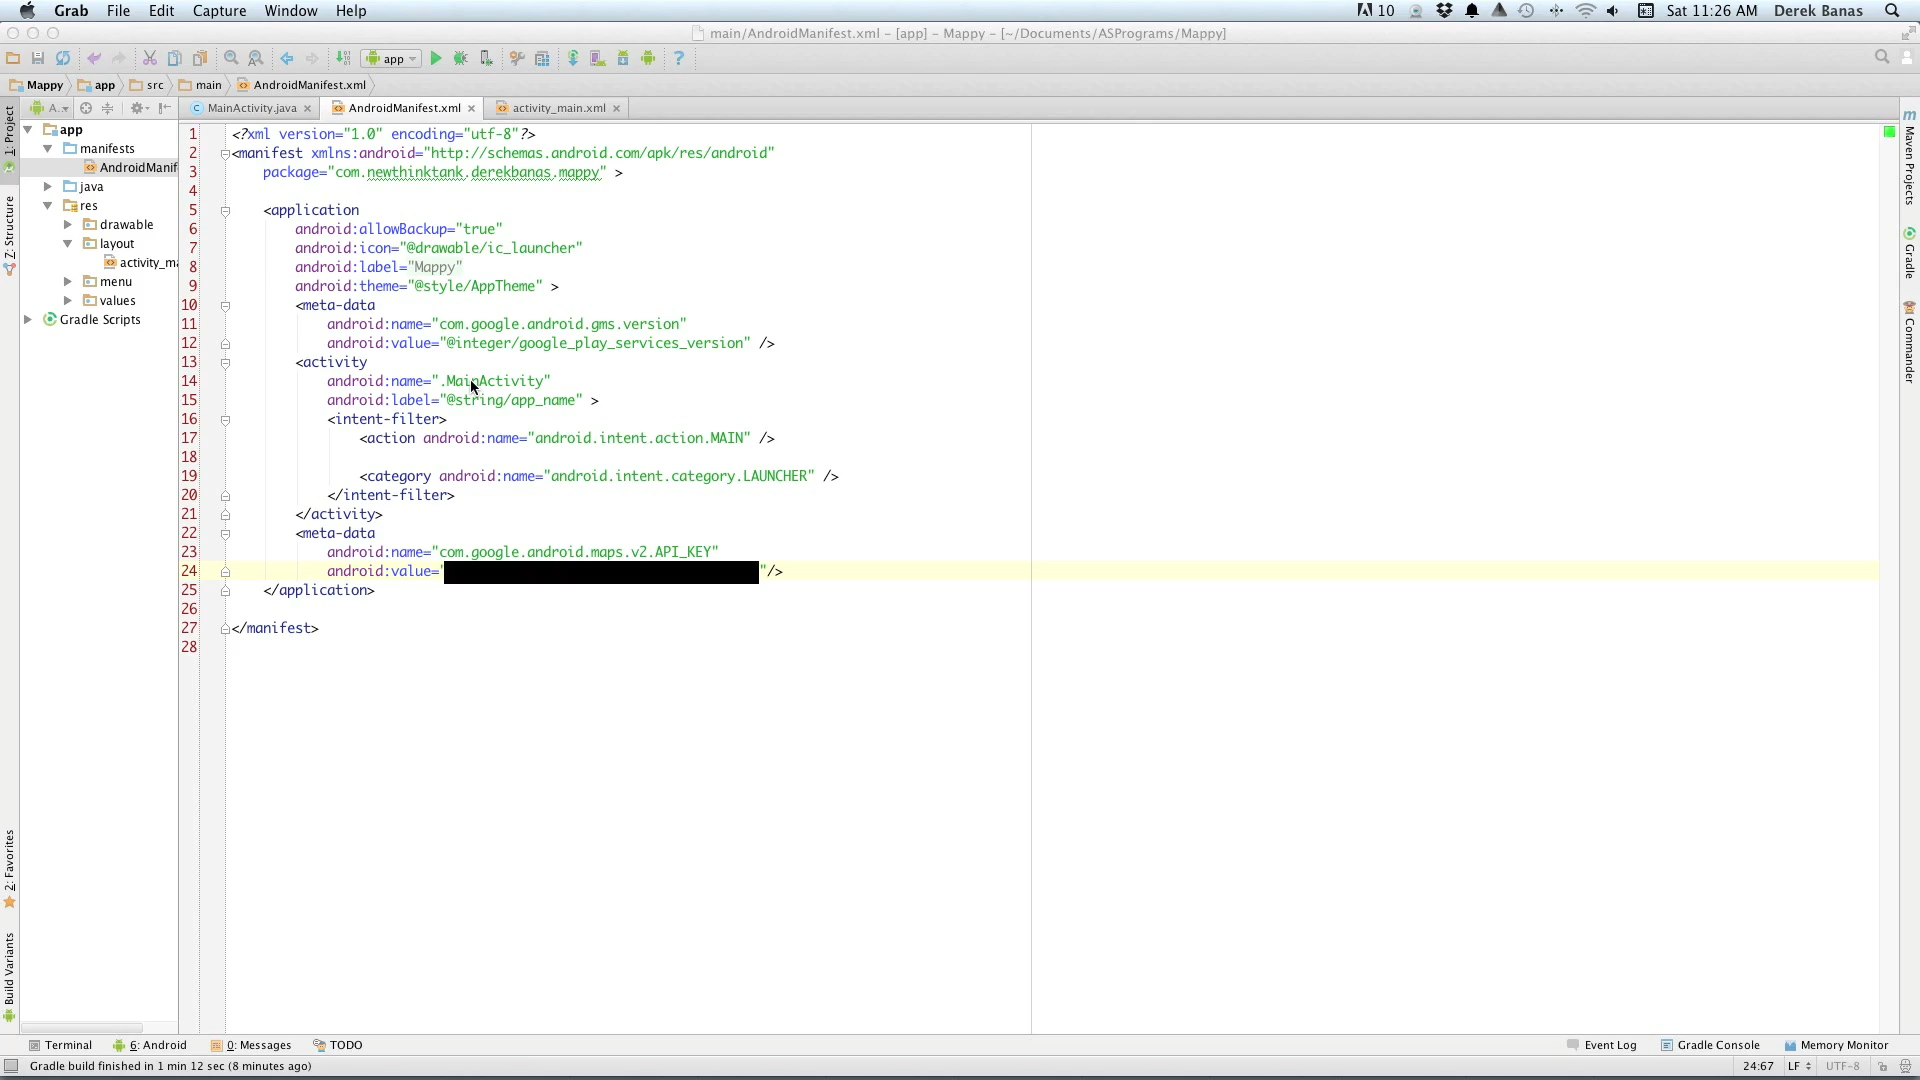 Grab File Edit Capture Window Help
10 Sat 11:26 AM Derek Banas
main/AndroidManifest.xml – [app] – Mappy – [~/Documents/ASPrograms/Mappy]
app
Mappy app src main AndroidManifest.xml
A.. MainActivity.java AndroidManifest.xml activity_main.xml
1: Project
Z: Structure
2: Favorites
Build Variants
app
manifests
AndroidManif
java
res
drawable
layout
activity_ma
menu
values
Gradle Scripts
1 <?xml version="1.0" encoding="utf-8"?>
2 <manifest xmlns:android="http://schemas.android.com/apk/res/android"
3 package="com.newthinktank.derekbanas.mappy" >
4
5 <application
6 android:allowBackup="true"
7 android:icon="@drawable/ic_launcher"
8 android:label="Mappy"
9 android:theme="@style/AppTheme" >
10 <meta-data
11 android:name="com.google.android.gms.version"
12 android:value="@integer/google_play_services_version" />
13 <activity
14 android:name=".MainActivity"
15 android:label="@string/app_name" >
16 <intent-filter>
17 <action android:name="android.intent.action.MAIN" />
18
19 <category android:name="android.intent.category.LAUNCHER" />
20 </intent-filter>
21 </activity>
22 <meta-data
23 android:name="com.google.android.maps.v2.API_KEY"
24 android:value=" "/>
25 </application>
26
27 </manifest>
28
m Maven Projects
Gradle
Commander
Terminal 6: Android 0: Messages TODO Event Log Gradle Console Memory Monitor
Gradle build finished in 1 min 12 sec (8 minutes ago) 24:67 LF UTF-8